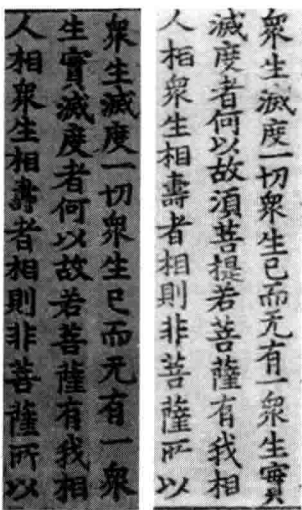 衆生滅度一切衆生已而无有一衆生實
滅度者何以故須菩提若菩薩有我相
人相衆生相壽者相則非菩薩所以
衆生滅度一切衆生已而无有一衆
生實滅度者何以故若菩薩有我相
人相衆生相壽者相則非菩薩所以